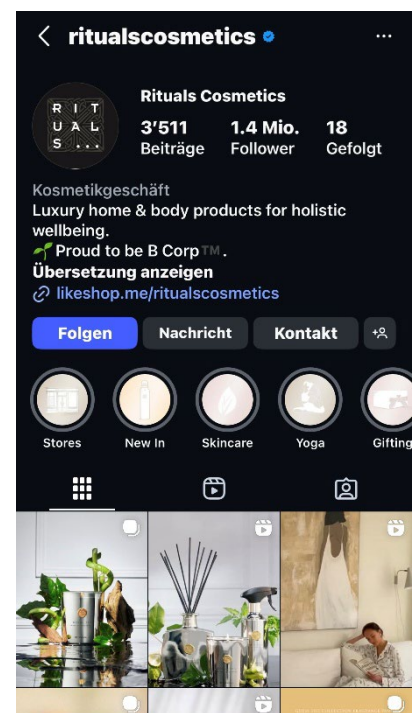 ritualscosmetics
R I T
U A L
S ...
Rituals Cosmetics
3'511 1.4 Mio. 18
Beiträge Follower Gefolgt
Kosmetikgeschäft
Luxury home & body products for holistic
wellbeing.
🌱 Proud to be B Corp™️.
Übersetzung anzeigen
likeshop.me/ritualscosmetics
Folgen Nachricht Kontakt
Stores New In Skincare Yoga Gifting